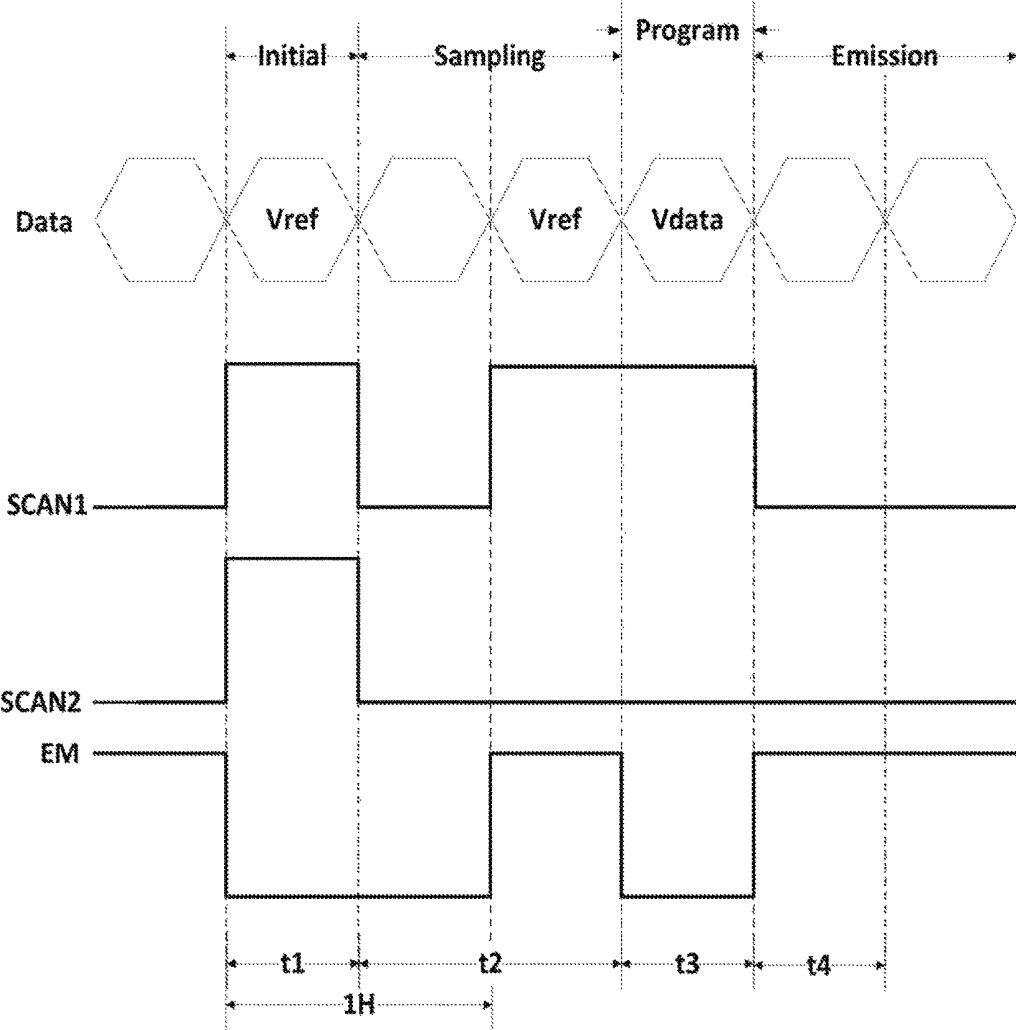 Program
Initial Sampling Emission
Data Vref Vref Vdata
SCAN1
SCAN2
EM
t1 t2 t3 t4
1H